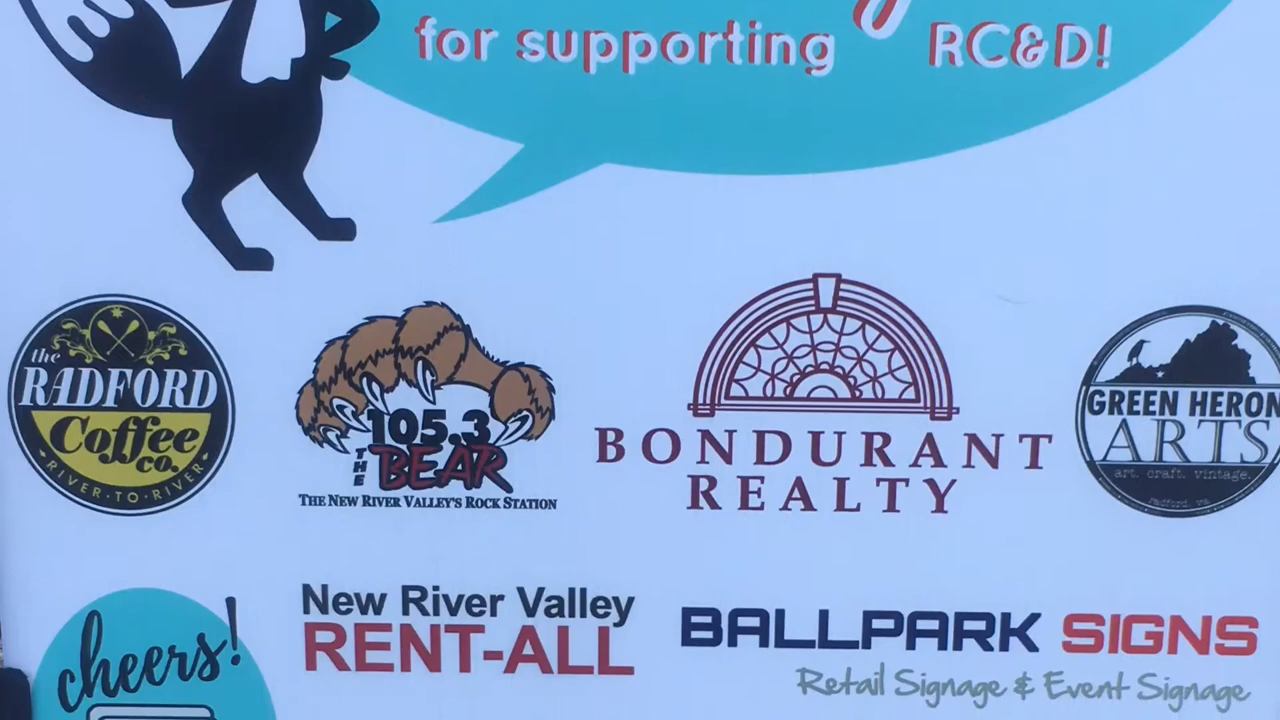 for supporting RC&D!
the
RADFORD
Coffee
co.
RIVER·TO·RIVER
105.3
THE
BEAR
THE NEW RIVER VALLEY'S ROCK STATION
BONDURANT
REALTY
GREEN HERON
ARTS
art. craft. vintage.
Radford, va
cheers!
New River Valley
RENT-ALL
BALLPARK SIGNS
Retail Signage & Event Signage